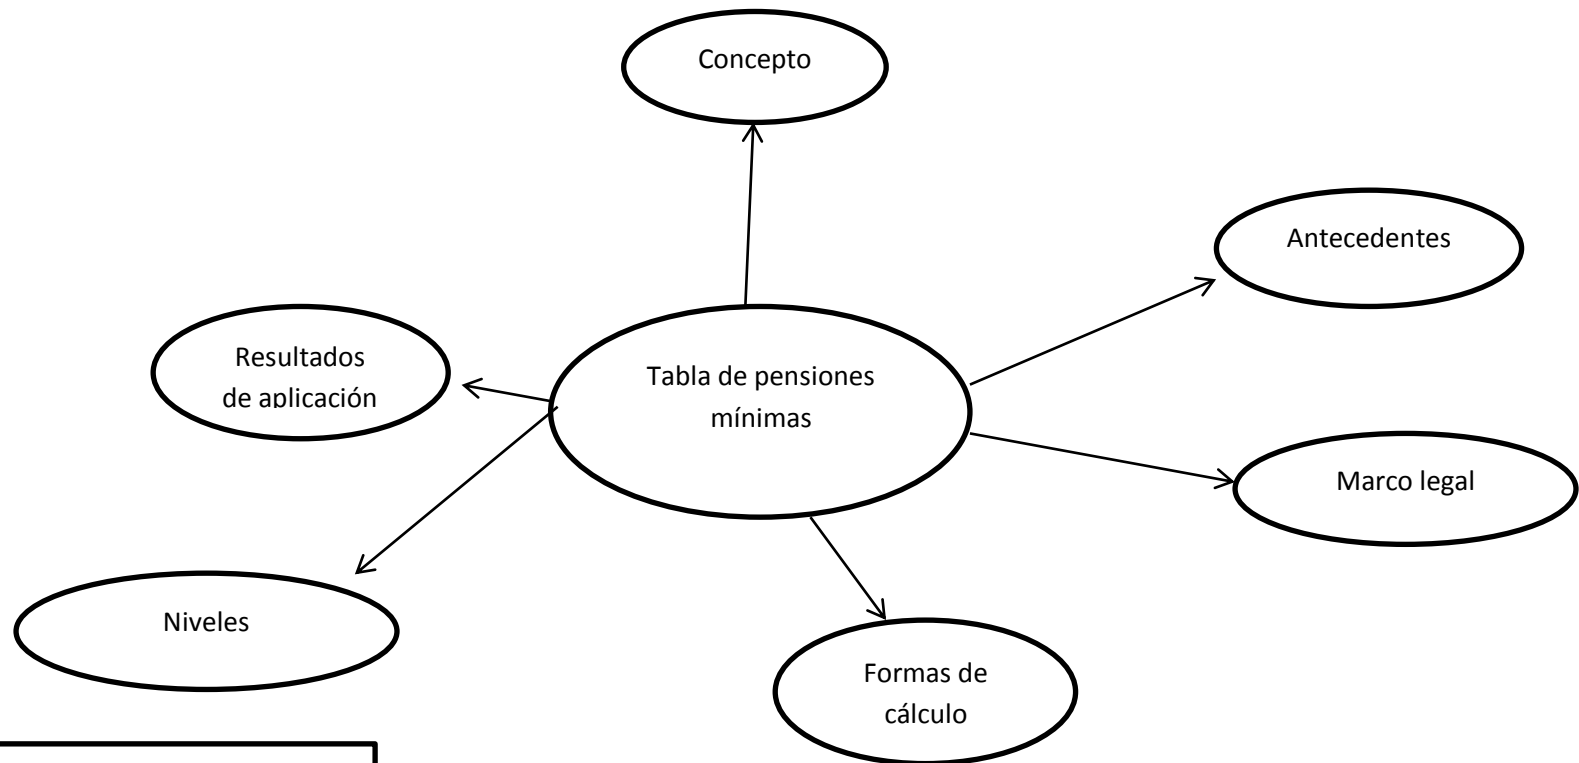 Concepto
Antecedentes
Resultados
de aplicación
Tabla de pensiones
mínimas
Marco legal
Niveles
Formas de
cálculo